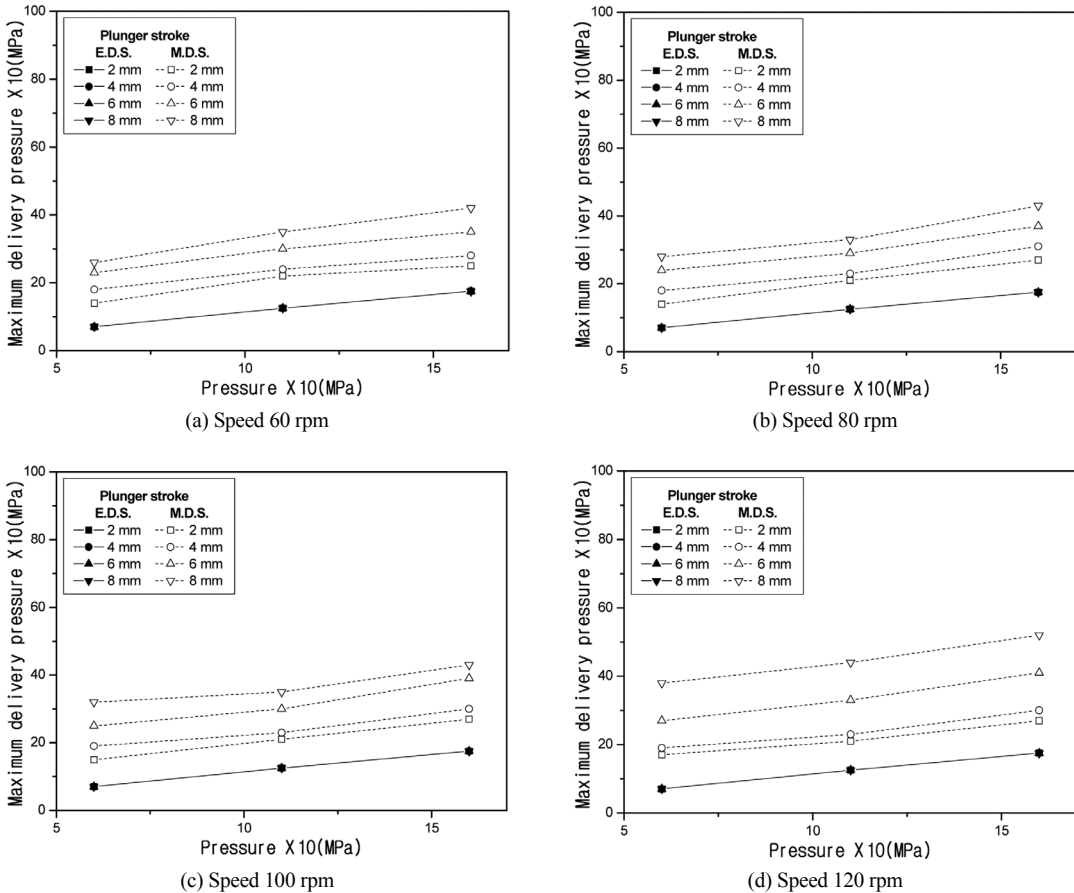 Maximum delivery pressure X10(MPa)
100
80
60
40
20
0
Plunger stroke
E.D.S. M.D.S.
2 mm 2 mm
4 mm 4 mm
6 mm 6 mm
8 mm 8 mm
5 10 15
Pressure X10(MPa)
(a) Speed 60 rpm
Maximum delivery pressure X10(MPa)
100
80
60
40
20
0
Plunger stroke
E.D.S. M.D.S.
2 mm 2 mm
4 mm 4 mm
6 mm 6 mm
8 mm 8 mm
5 10 15
Pressure X10(MPa)
(b) Speed 80 rpm
Maximum delivery pressure X10(MPa)
100
80
60
40
20
0
Plunger stroke
E.D.S. M.D.S.
2 mm 2 mm
4 mm 4 mm
6 mm 6 mm
8 mm 8 mm
5 10 15
Pressure X10(MPa)
(c) Speed 100 rpm
Maximum delivery pressure X10(MPa)
100
80
60
40
20
0
Plunger stroke
E.D.S. M.D.S.
2 mm 2 mm
4 mm 4 mm
6 mm 6 mm
8 mm 8 mm
5 10 15
Pressure X10(MPa)
(d) Speed 120 rpm